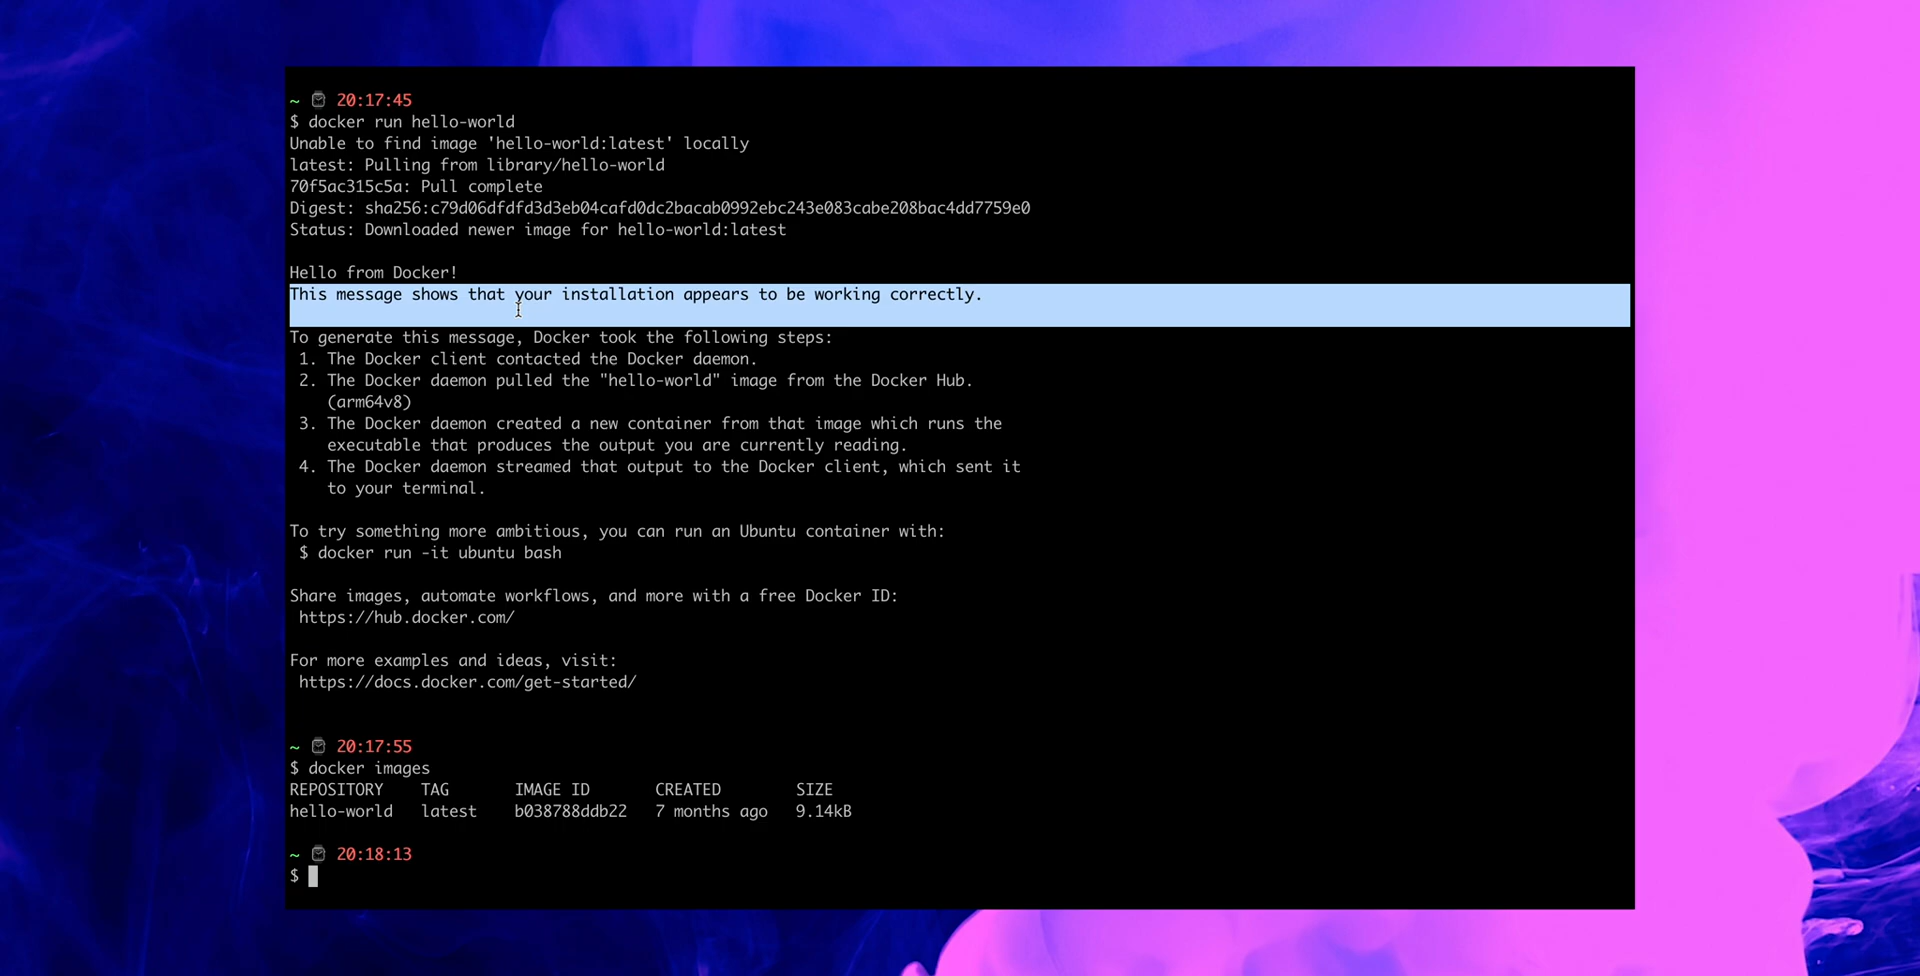 ~ 20:17:45
$ docker run hello-world
Unable to find image 'hello-world:latest' locally
latest: Pulling from library/hello-world
70f5ac315c5a: Pull complete
Digest: sha256:c79d06dfdfd3d3eb04cafd0dc2bacab0992ebc243e083cabe208bac4dd7759e0
Status: Downloaded newer image for hello-world:latest
Hello from Docker!
This message shows that your installation appears to be working correctly.
To generate this message, Docker took the following steps:
1. The Docker client contacted the Docker daemon.
2. The Docker daemon pulled the "hello-world" image from the Docker Hub.
(arm64v8)
3. The Docker daemon created a new container from that image which runs the
executable that produces the output you are currently reading.
4. The Docker daemon streamed that output to the Docker client, which sent it
to your terminal.
To try something more ambitious, you can run an Ubuntu container with:
$ docker run -it ubuntu bash
Share images, automate workflows, and more with a free Docker ID:
https://hub.docker.com/
For more examples and ideas, visit:
https://docs.docker.com/get-started/
~ 20:17:55
$ docker images
REPOSITORY TAG IMAGE ID CREATED SIZE
hello-world latest b038788ddb22 7 months ago 9.14kB
~ 20:18:13
$